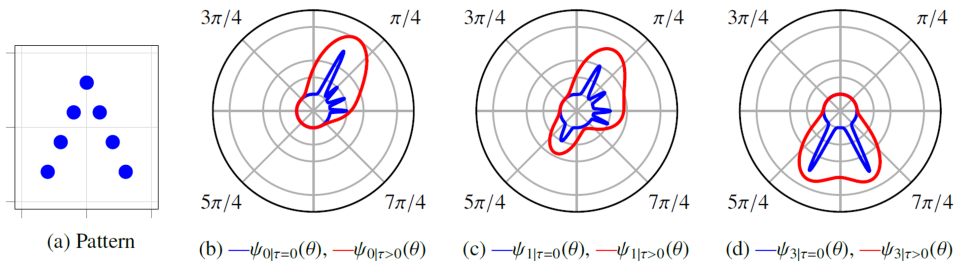 3π/4 π/4 3π/4 π/4 3π/4 π/4
5π/4 7π/4 5π/4 7π/4 5π/4 7π/4
(a) Pattern (b) —ψ0|τ=0(θ), —ψ0|τ>0(θ) (c) —ψ1|τ=0(θ), —ψ1|τ>0(θ) (d) —ψ3|τ=0(θ), —ψ3|τ>0(θ)